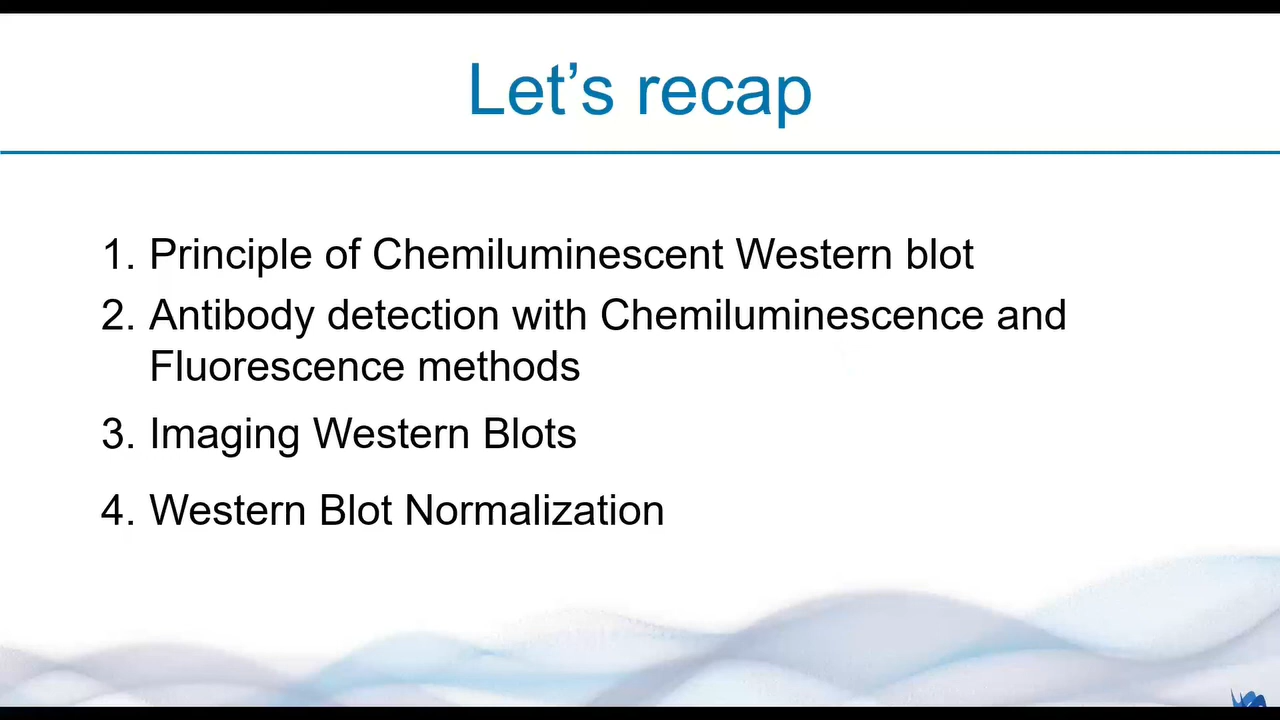 Let’s recap
1. Principle of Chemiluminescent Western blot
2. Antibody detection with Chemiluminescence and
Fluorescence methods
3. Imaging Western Blots
4. Western Blot Normalization